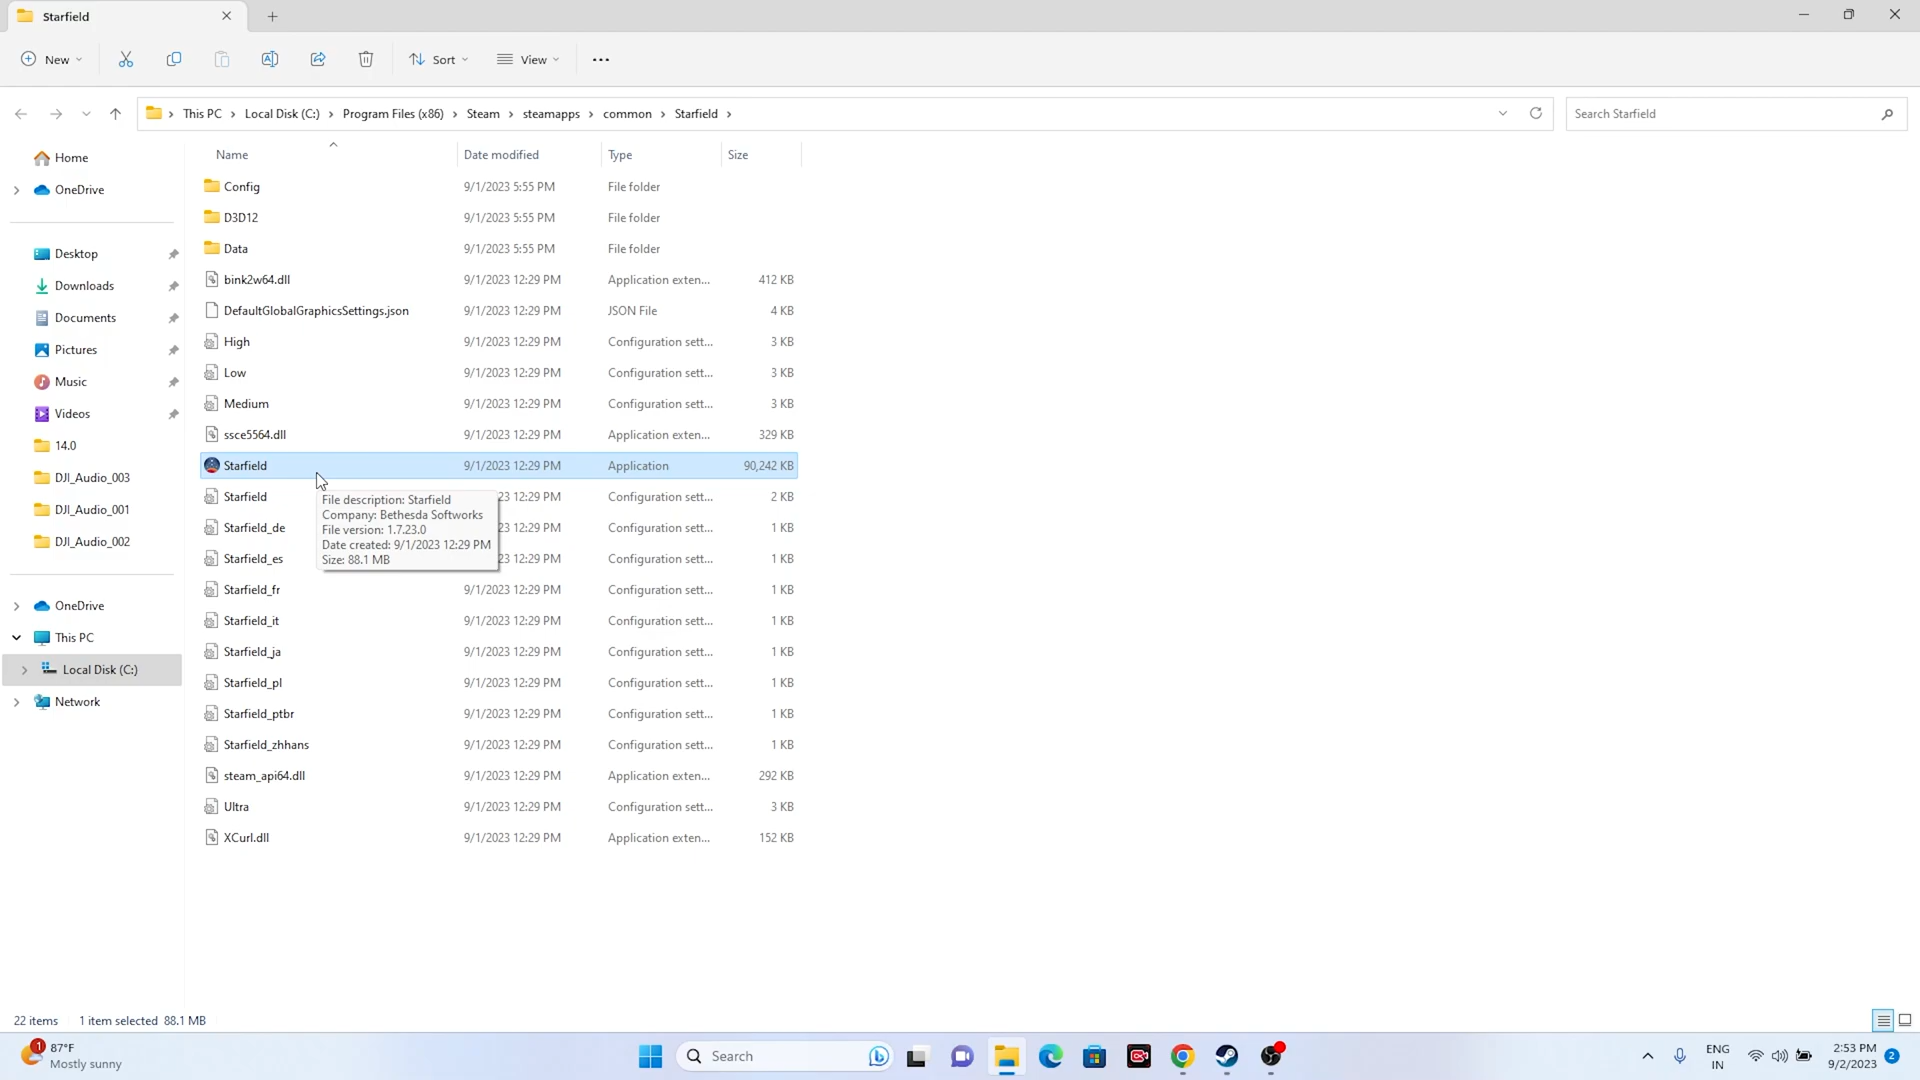 Starfield
New
Sort
View
This PC
Local Disk (C:)
Program Files (x86)
Steam
steamapps
common
Starfield
Search Starfield
Name Date modified Type Size
Config 9/1/2023 5:55 PM File folder
D3D12 9/1/2023 5:55 PM File folder
Data 9/1/2023 5:55 PM File folder
bink2w64.dll 9/1/2023 12:29 PM Application exten... 412 KB
DefaultGlobalGraphicsSettings.json 9/1/2023 12:29 PM JSON File 4 KB
High 9/1/2023 12:29 PM Configuration sett... 3 KB
Low 9/1/2023 12:29 PM Configuration sett... 3 KB
Medium 9/1/2023 12:29 PM Configuration sett... 3 KB
ssce5564.dll 9/1/2023 12:29 PM Application exten... 329 KB
Starfield 9/1/2023 12:29 PM Application 90,242 KB
Starfield 23 12:29 PM Configuration sett... 2 KB
Starfield_de 23 12:29 PM Configuration sett... 1 KB
Starfield_es 23 12:29 PM Configuration sett... 1 KB
Starfield_fr 9/1/2023 12:29 PM Configuration sett... 1 KB
Starfield_it 9/1/2023 12:29 PM Configuration sett... 1 KB
Starfield_ja 9/1/2023 12:29 PM Configuration sett... 1 KB
Starfield_pl 9/1/2023 12:29 PM Configuration sett... 1 KB
Starfield_ptbr 9/1/2023 12:29 PM Configuration sett... 1 KB
Starfield_zhhans 9/1/2023 12:29 PM Configuration sett... 1 KB
steam_api64.dll 9/1/2023 12:29 PM Application exten... 292 KB
Ultra 9/1/2023 12:29 PM Configuration sett... 3 KB
XCurl.dll 9/1/2023 12:29 PM Application exten... 152 KB
File description: Starfield
Company: Bethesda Softworks
File version: 1.7.23.0
Date created: 9/1/2023 12:29 PM
Size: 88.1 MB
Home
OneDrive
Desktop
Downloads
Documents
Pictures
Music
Videos
14.0
DJI_Audio_003
DJI_Audio_001
DJI_Audio_002
OneDrive
This PC
Local Disk (C:)
Network
22 items 1 item selected 88.1 MB
1
87°F
Mostly sunny
Search
ENG
IN
2:53 PM
9/2/2023
2